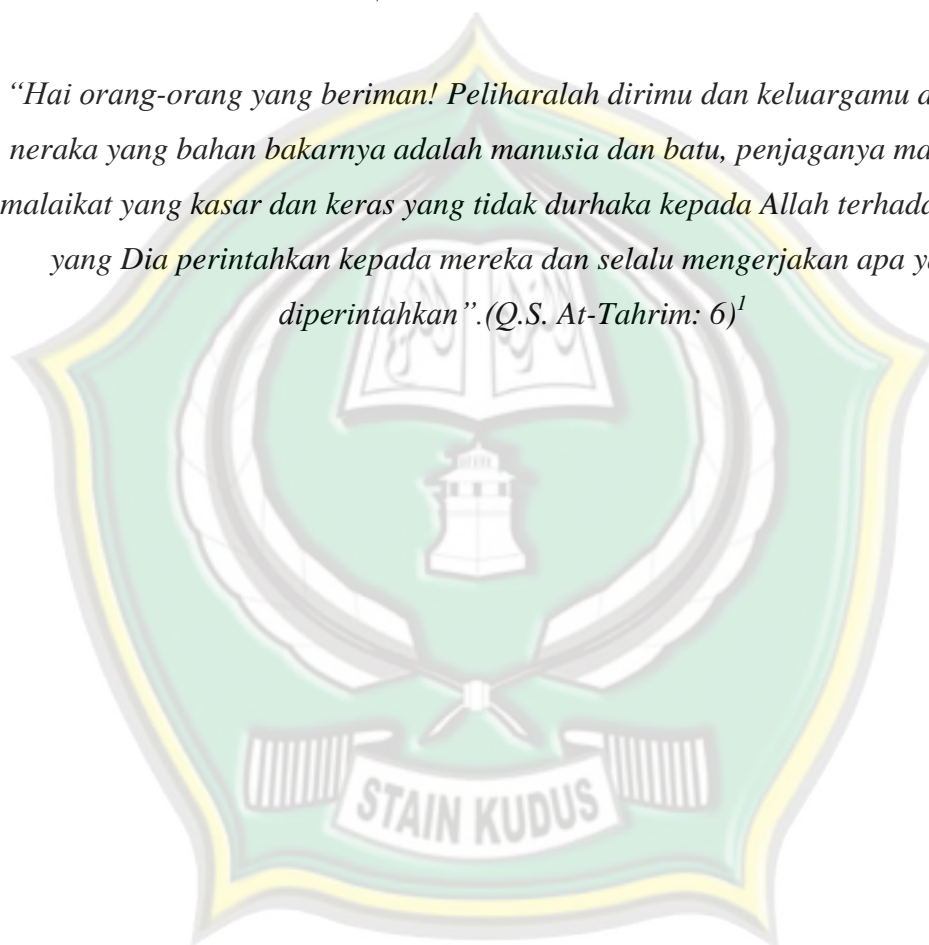 “Hai orang-orang yang beriman! Peliharalah dirimu dan keluargamu
neraka yang bahan bakarnya adalah manusia dan batu, penjaganya
malaikat yang kasar dan keras yang tidak durhaka kepada Allah
yang Dia perintahkan kepada mereka dan selalu mengerjakan apa
diperintahkan”.(Q.S. At-Tahrim: 6)1
STAIN KUDUS